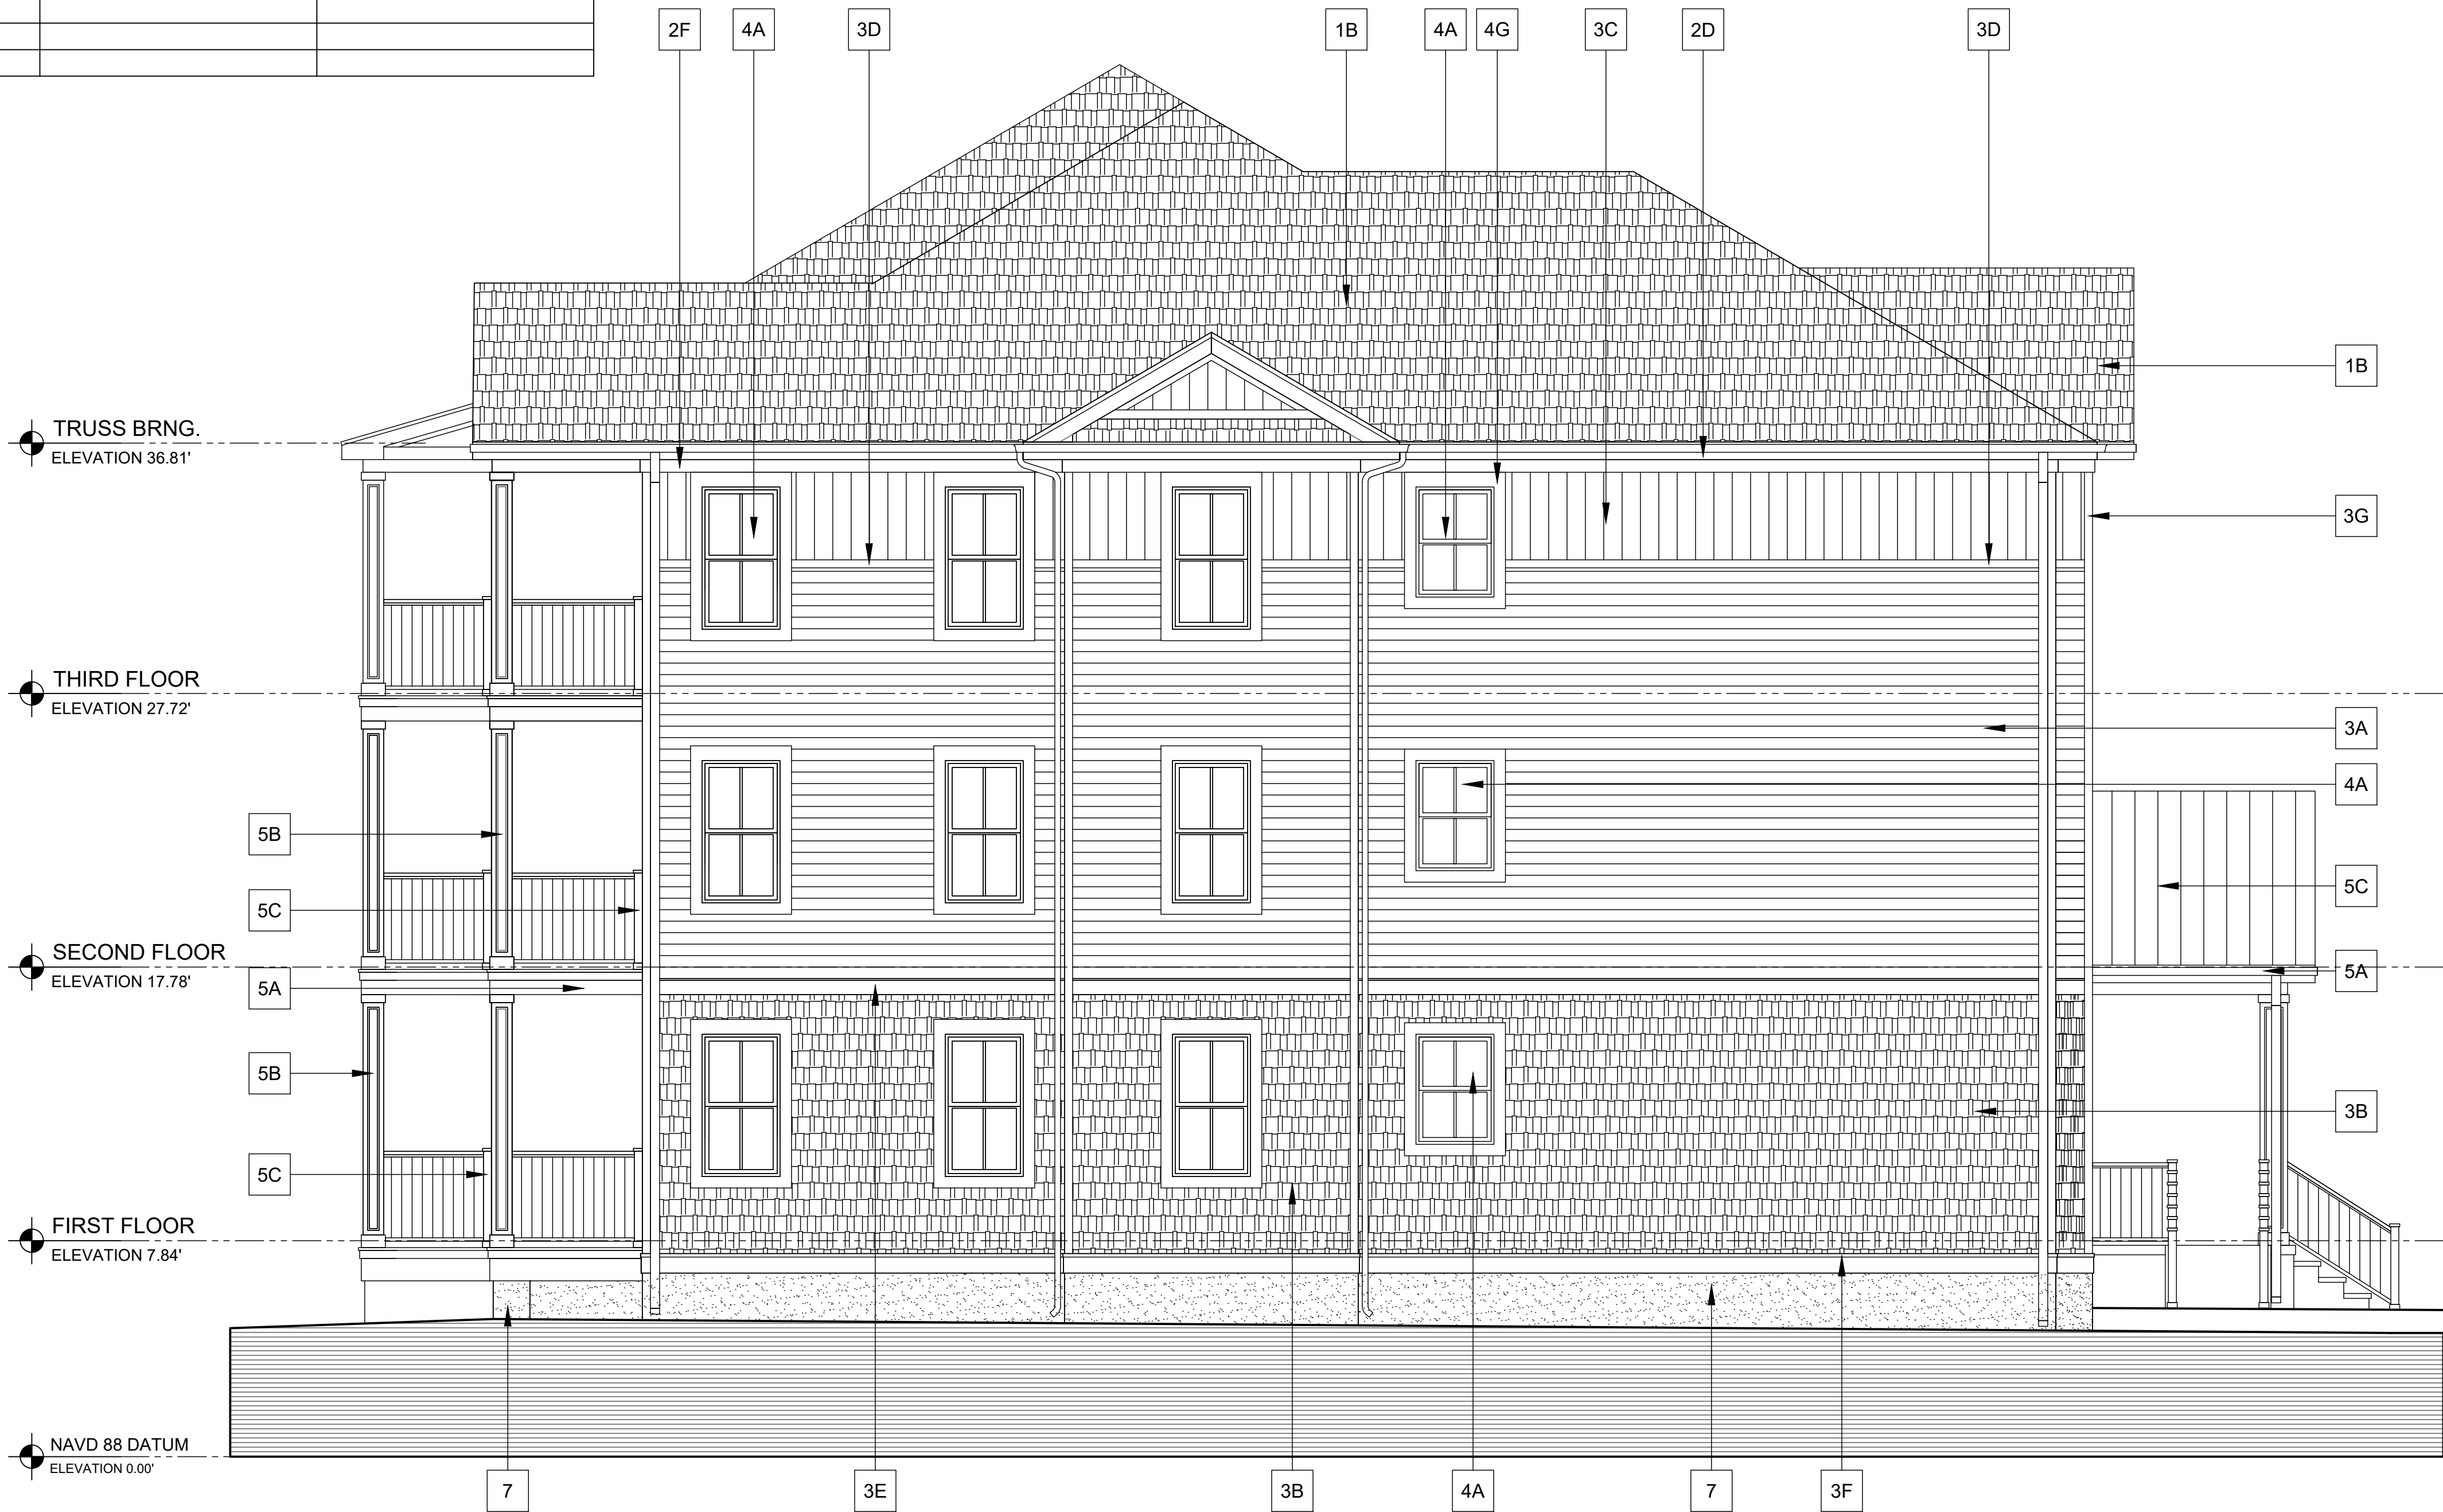 2F 4A 3D 1B 4A 4G 3C 2D 3D
1B
TRUSS BRNG.
ELEVATION 36.81'
3G
THIRD FLOOR
ELEVATION 27.72'
3A
4A
5B
5C
5C
SECOND FLOOR
ELEVATION 17.78'
5A
5A
5B
3B
5C
FIRST FLOOR
ELEVATION 7.84'
NAVD 88 DATUM
ELEVATION 0.00'
7 3E 3B 4A 7 3F